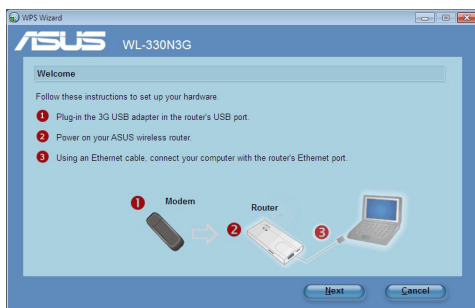 WPS Wizard
ASUS WL-330N3G
Welcome
Follow these instructions to set up your hardware.
1 Plug-in the 3G USB adapter in the router's USB port.
2 Power on your ASUS wireless router.
3 Using an Ethernet cable, connect your computer with the router's Ethernet port.
1 Modem
2 Router
3
Next Cancel